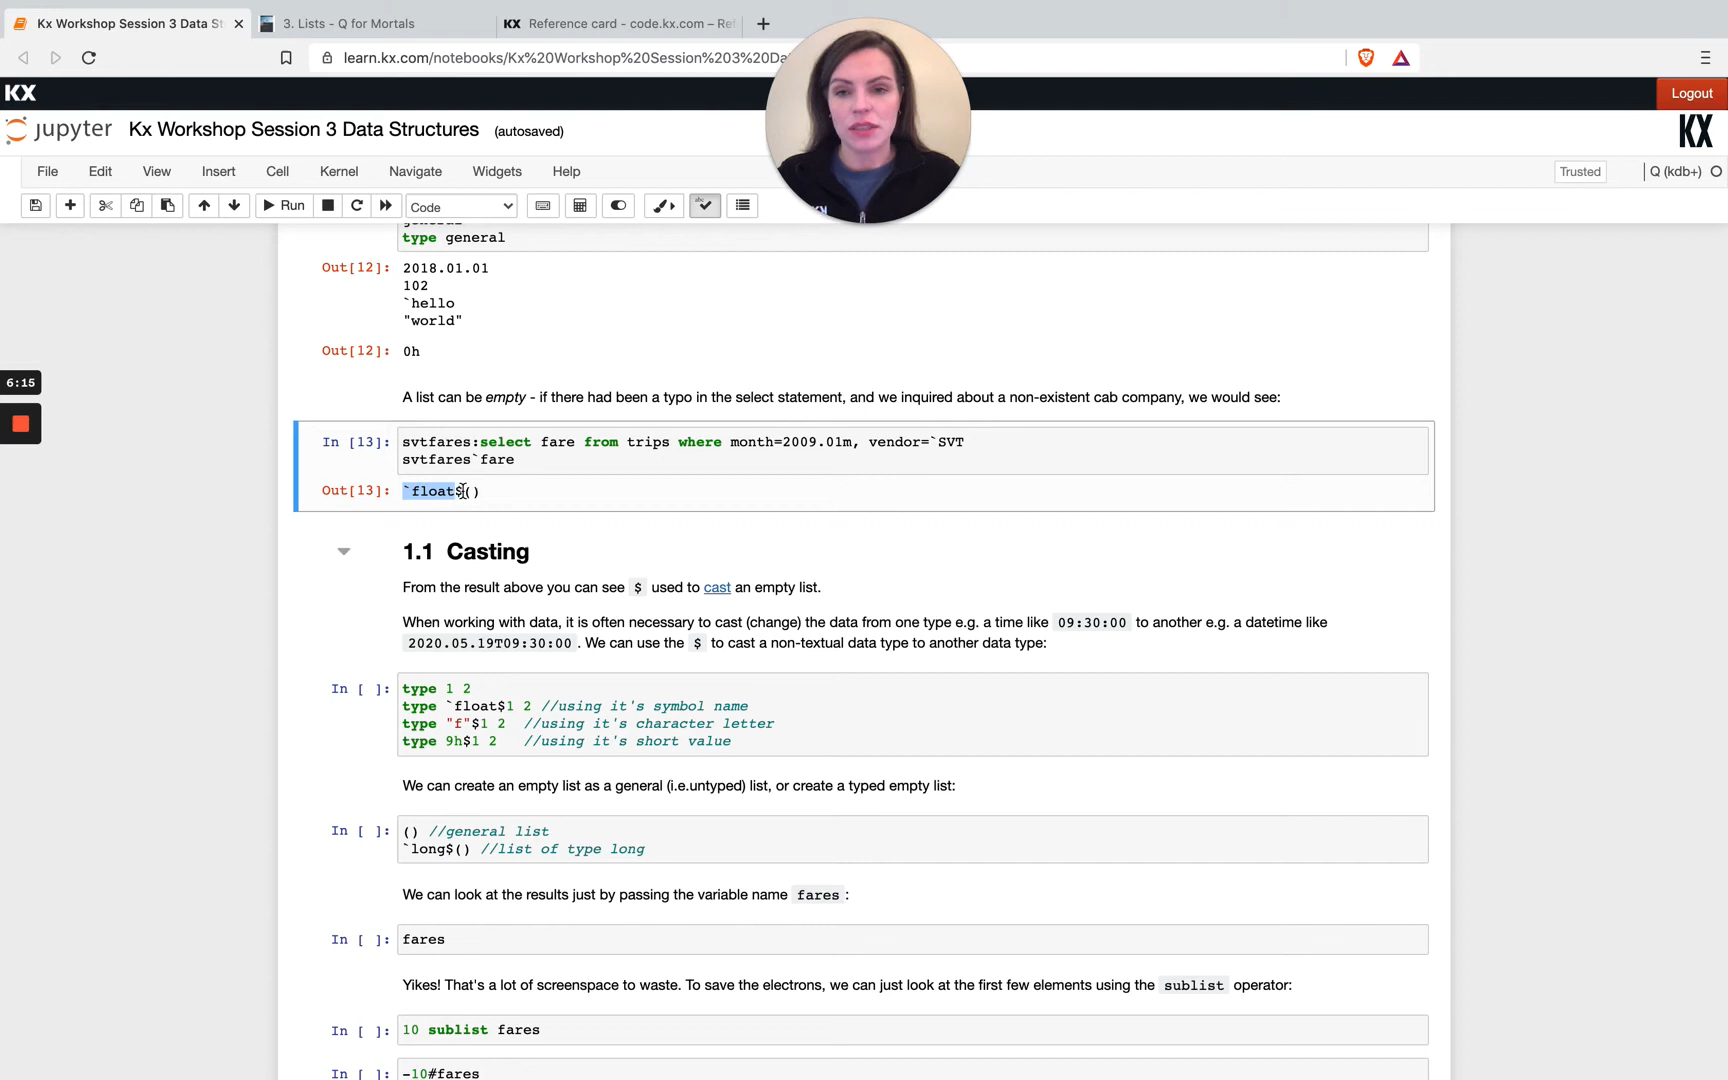 Kx Workshop Session 3 Data St
3. Lists - Q for Mortals
KX Reference card - code.kx.com – Ref
learn.kx.com/notebooks/Kx%20Workshop%20Session%203%20Da
KX
Logout
jupyter Kx Workshop Session 3 Data Structures (autosaved)
KX
File Edit View Insert Cell Kernel Navigate Widgets Help
Trusted
Q (kdb+)
Run
Code
general
type general
Out[12]: 2018.01.01
102
`hello
"world"
Out[12]: 0h
6:15
A list can be empty - if there had been a typo in the select statement, and we inquired about a non-existent cab company, we would see:
In [13]: svtfares:select fare from trips where month=2009.01m, vendor=`SVT
svtfares`fare
Out[13]: `float$()
1.1 Casting
From the result above you can see $ used to cast an empty list.
When working with data, it is often necessary to cast (change) the data from one type e.g. a time like 09:30:00 to another e.g. a datetime like
2020.05.19T09:30:00 . We can use the $ to cast a non-textual data type to another data type:
In [ ]: type 1 2
type `float$1 2 //using it's symbol name
type "f"$1 2 //using it's character letter
type 9h$1 2 //using it's short value
We can create an empty list as a general (i.e.untyped) list, or create a typed empty list:
In [ ]: () //general list
`long$() //list of type long
We can look at the results just by passing the variable name fares :
In [ ]: fares
Yikes! That's a lot of screenspace to waste. To save the electrons, we can just look at the first few elements using the sublist operator:
In [ ]: 10 sublist fares
In [ ]: -10#fares